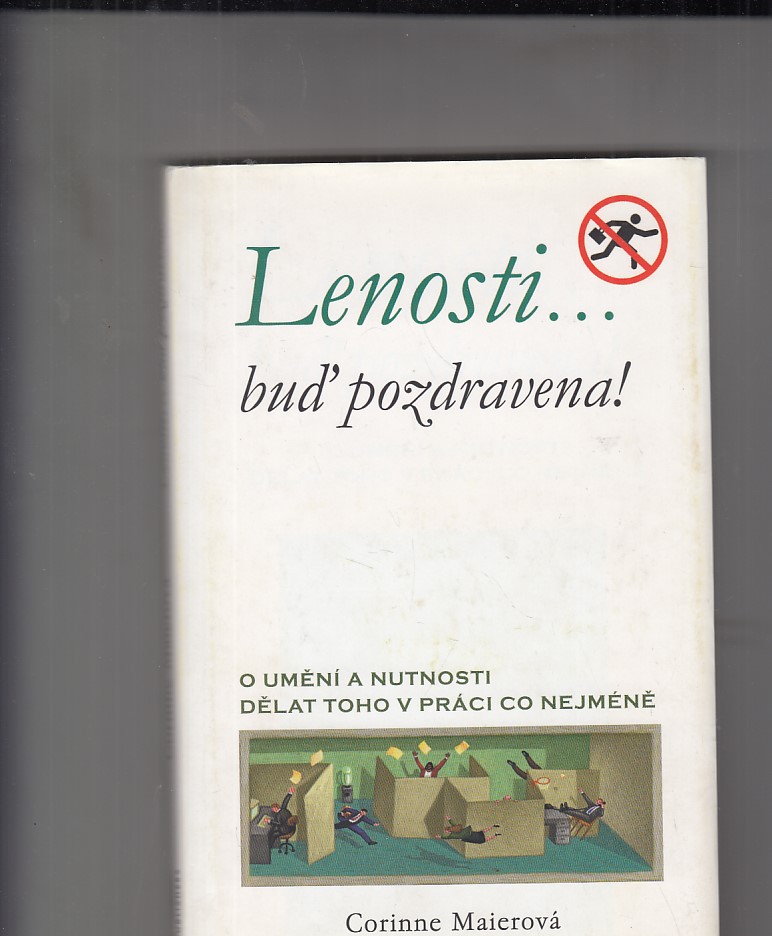 Lenosti...
buď pozdravena!
O UMĚNÍ A NUTNOSTI
DĚLAT TOHO V PRÁCI CO NEJMÉNĚ
Corinne Maierová